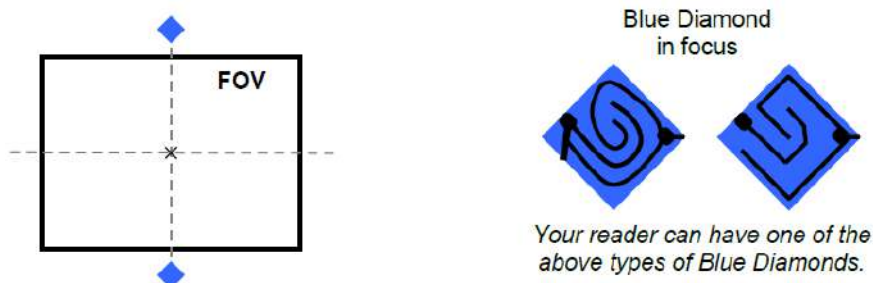 FOV
Blue Diamond
in focus
Your reader can have one of the
above types of Blue Diamonds.